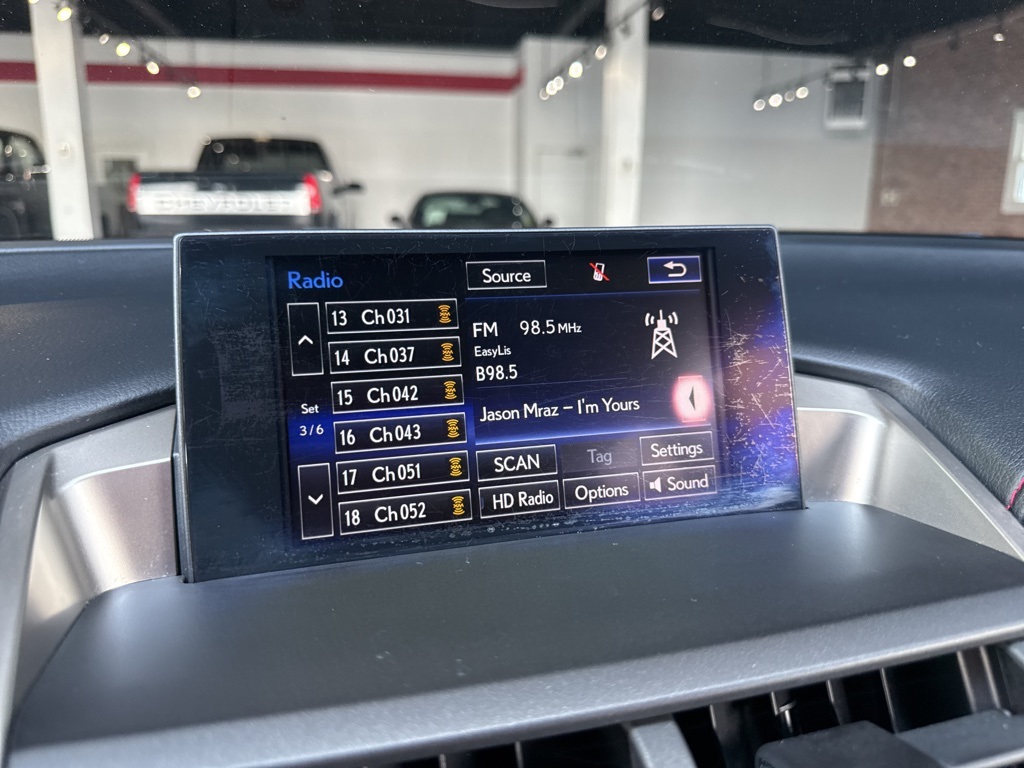 Radio
Source
13 Ch031
14 Ch037
15 Ch042
16 Ch043
17 Ch051
18 Ch052
Set
3/6
FM 98.5 MHz
EasyLis
B98.5
Jason Mraz – I'm Yours
SCAN
Tag
Settings
HD Radio
Options
Sound